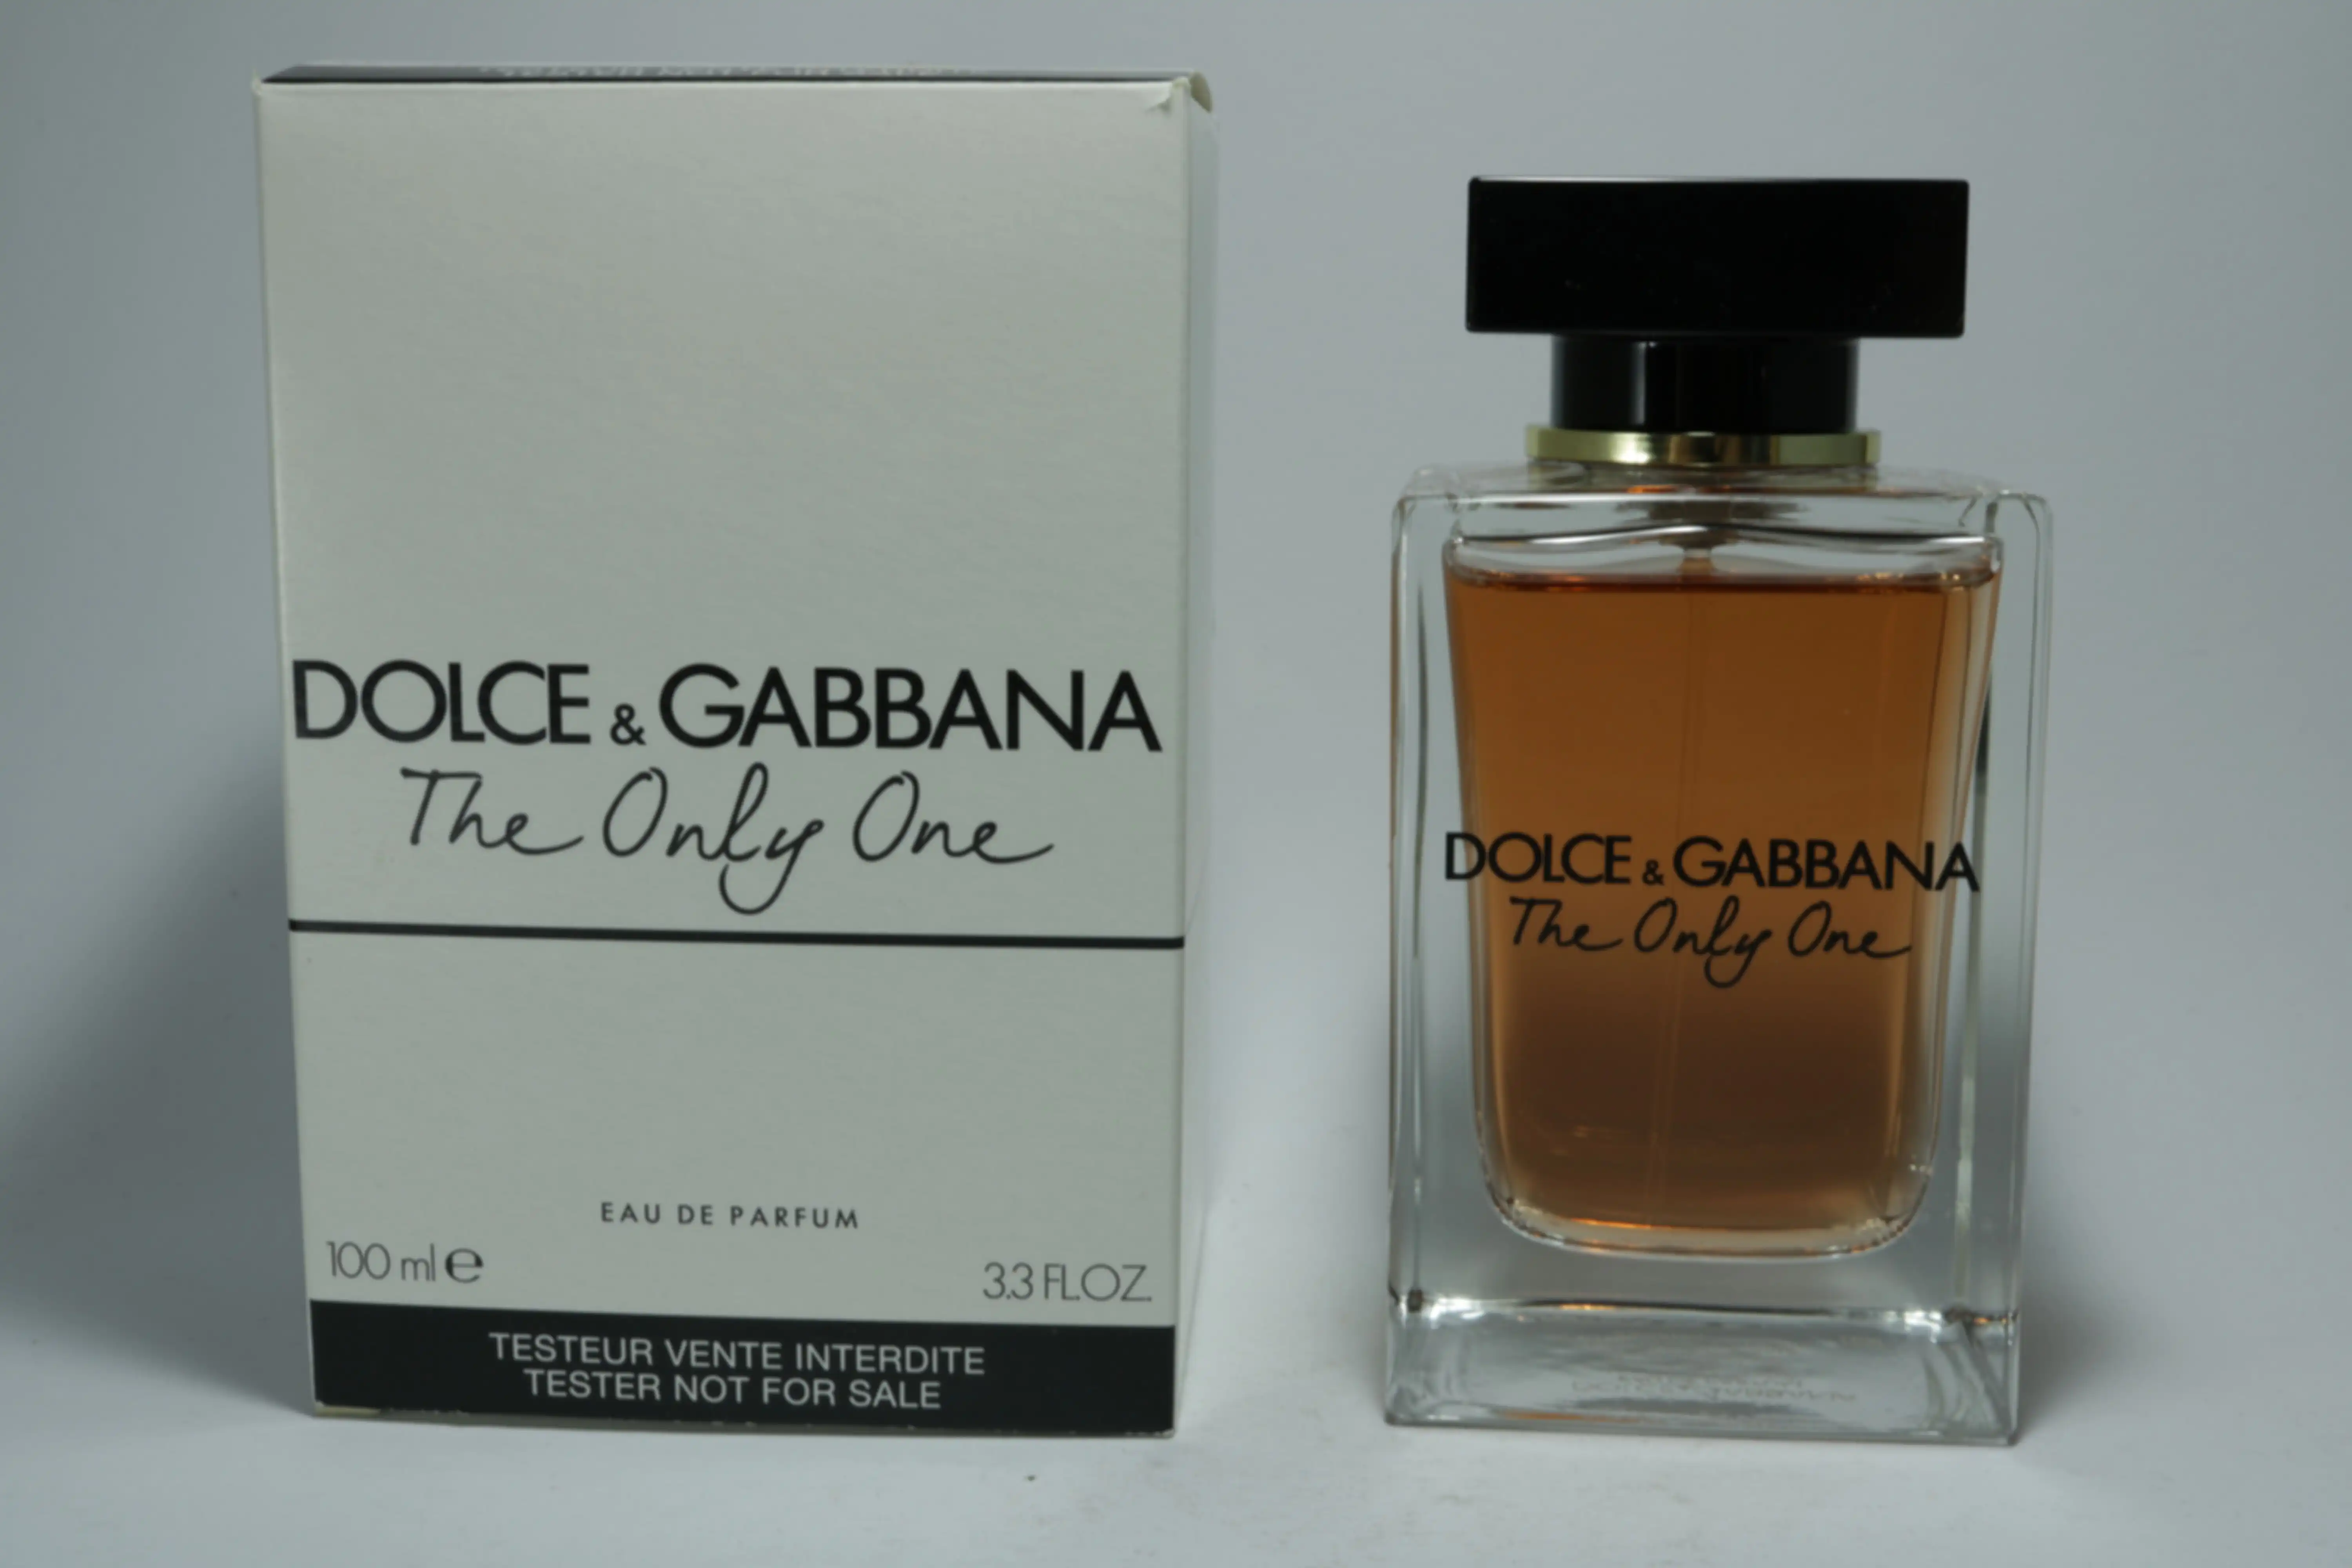 DOLCE & GABBANA
The Only One
EAU DE PARFUM
100 ml e
3.3 FL.OZ.
TESTEUR VENTE INTERDITE
TESTER NOT FOR SALE
DOLCE & GABBANA
The Only One